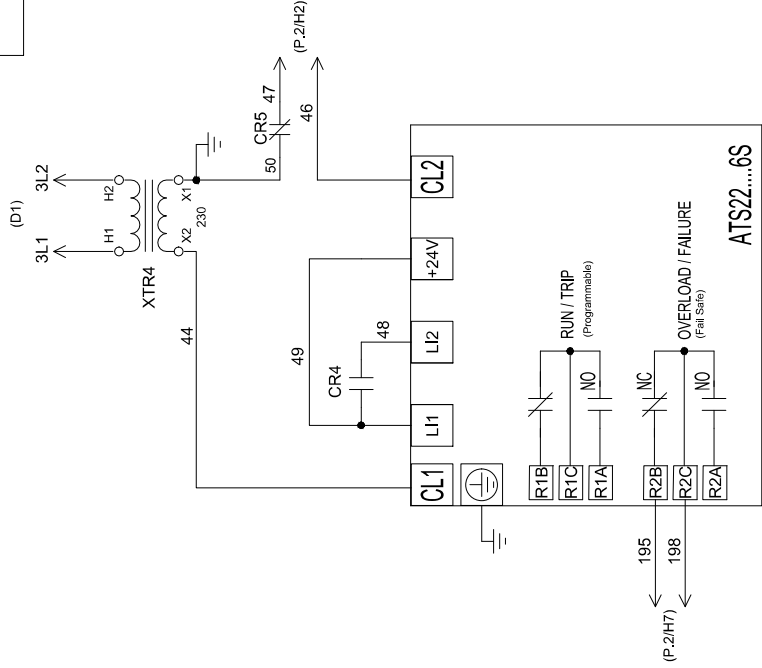 (D1)
3L1
3L2
H1
H2
XTR4
X2
X1
230
44
50
CR5
47
46
(P.2/H2)
49
CR4
48
CL1
LI1
LI2
+24V
CL2
R1B
R1C
R1A
NO
RUN / TRIP
(Programmable)
R2B
R2C
R2A
NC
NO
OVERLOAD / FAILURE
(Fail Safe)
ATS22....6S
195
198
(P.2/H7)